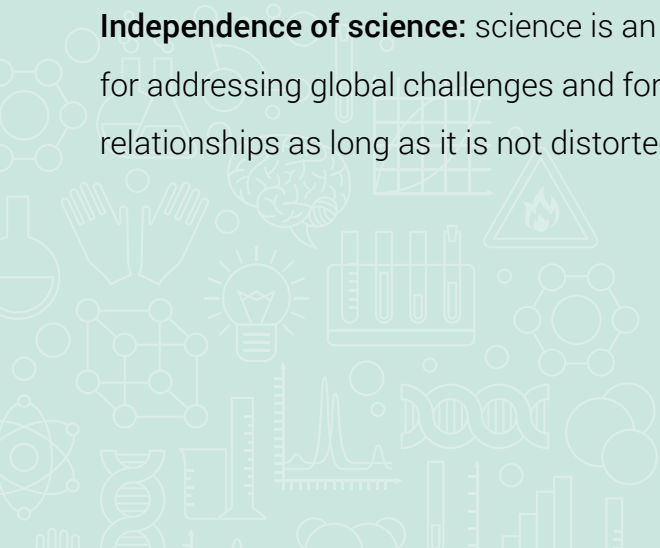 Independence of science: science is an
for addressing global challenges and for
relationships as long as it is not distorte